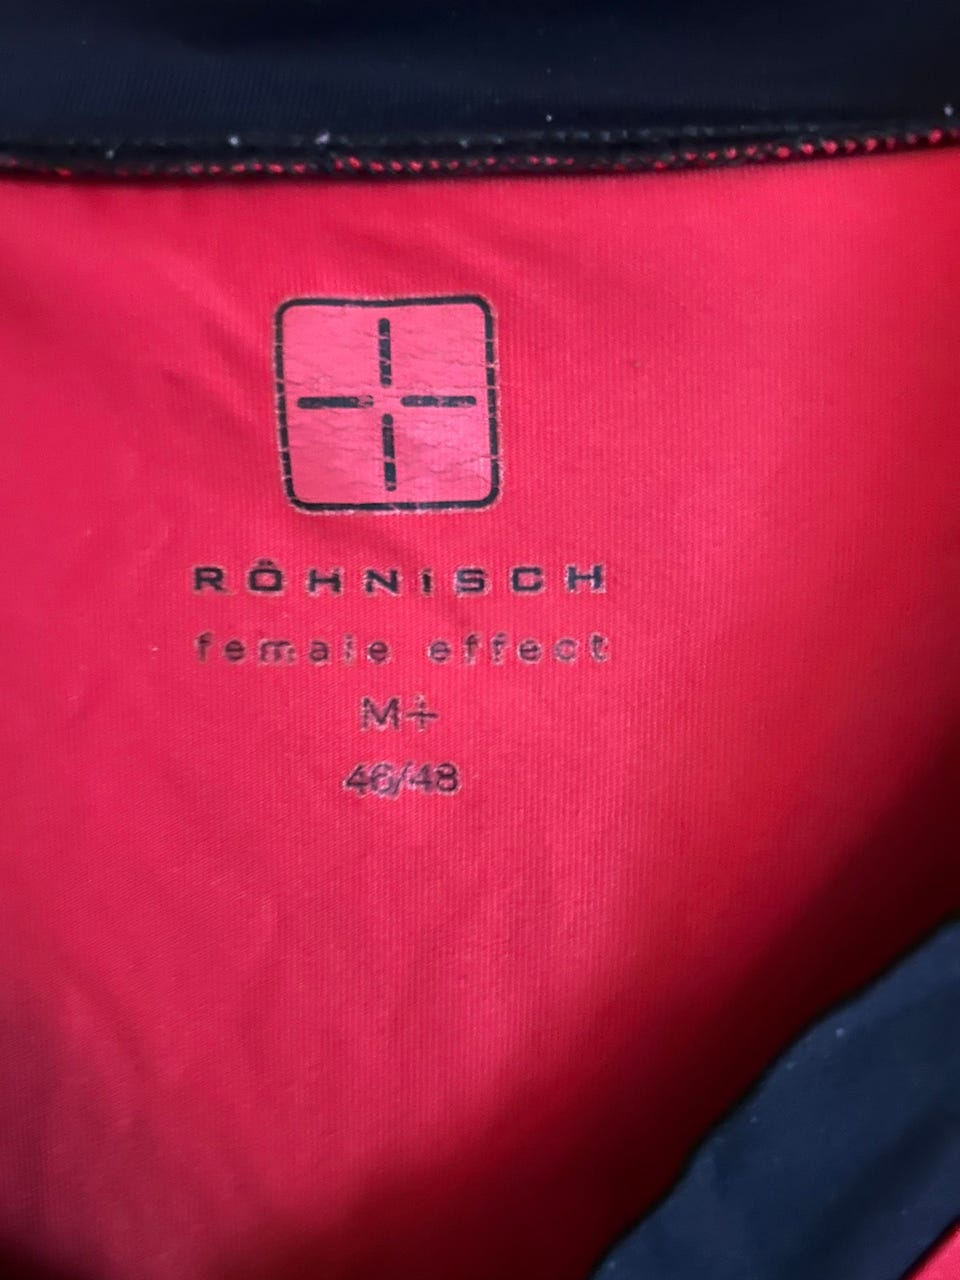 RÖHNISCH
female effect
M+
46/48